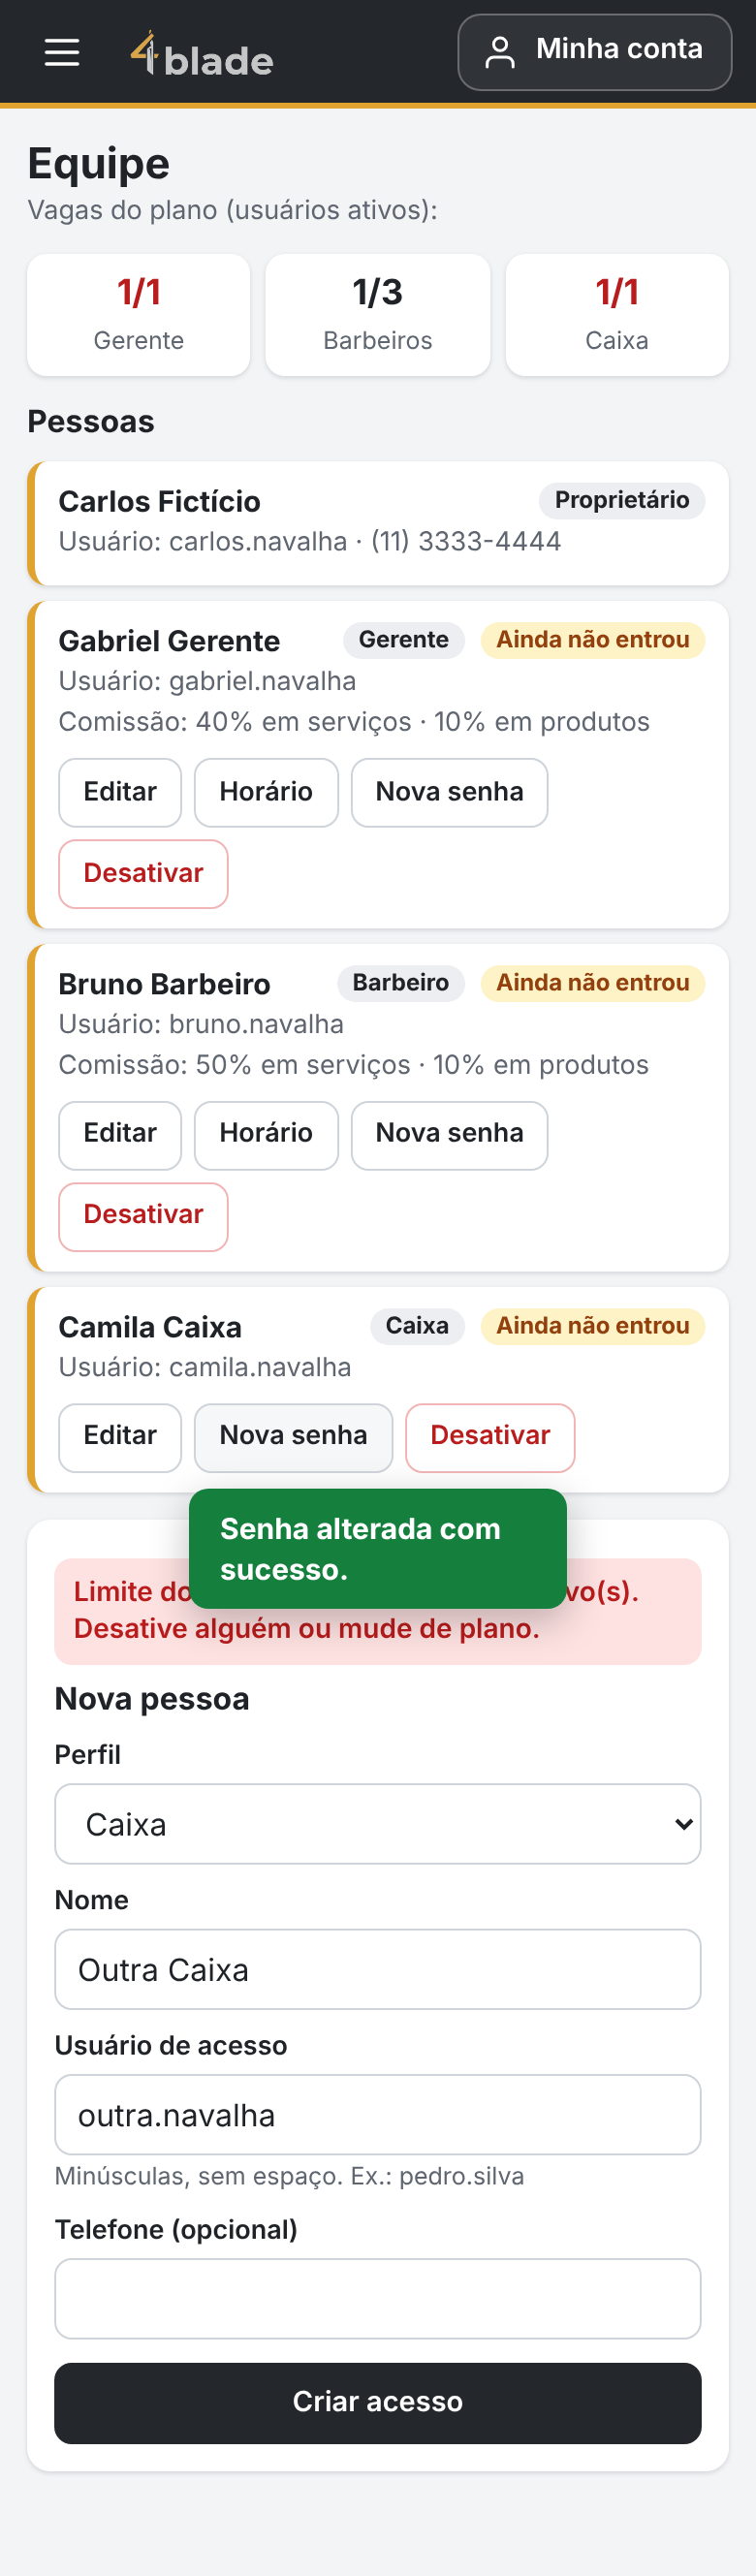 4blade
Minha conta
Equipe
Vagas do plano (usuários ativos):
1/1
Gerente
1/3
Barbeiros
1/1
Caixa
Pessoas
Carlos Fictício
Proprietário
Usuário: carlos.navalha · (11) 3333-4444
Gabriel Gerente
Gerente
Ainda não entrou
Usuário: gabriel.navalha
Comissão: 40% em serviços · 10% em produtos
Editar
Horário
Nova senha
Desativar
Bruno Barbeiro
Barbeiro
Ainda não entrou
Usuário: bruno.navalha
Comissão: 50% em serviços · 10% em produtos
Editar
Horário
Nova senha
Desativar
Camila Caixa
Caixa
Ainda não entrou
Usuário: camila.navalha
Editar
Nova senha
Desativar
Senha alterada com
sucesso.
Limite
Desative alguém ou mude de plano.
Nova pessoa
Perfil
Caixa
Nome
Outra Caixa
Usuário de acesso
outra.navalha
Minúsculas, sem espaço. Ex.: pedro.silva
Telefone (opcional)
Criar acesso